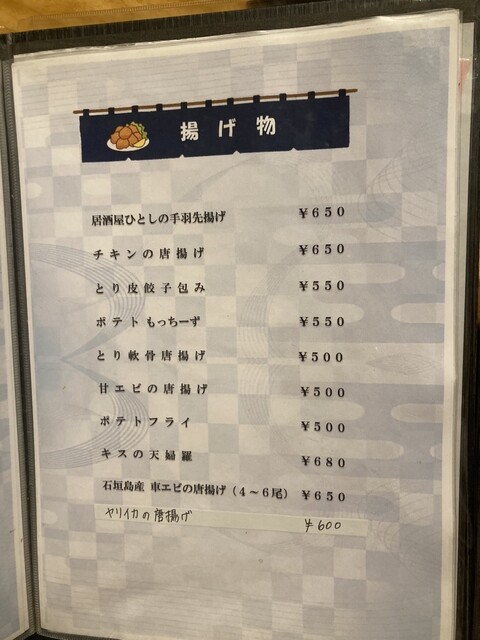 揚げ物
居酒屋ひとしの手羽先揚げ ￥650
チキンの唐揚げ ￥650
とり皮餃子包み ￥550
ポテトもっちーず ￥550
とり軟骨唐揚げ ￥500
甘エビの唐揚げ ￥500
ポテトフライ ￥500
キスの天婦羅 ￥680
石垣島産 車エビの唐揚げ（4～6尾） ￥650
ヤリイカの唐揚げ ￥600